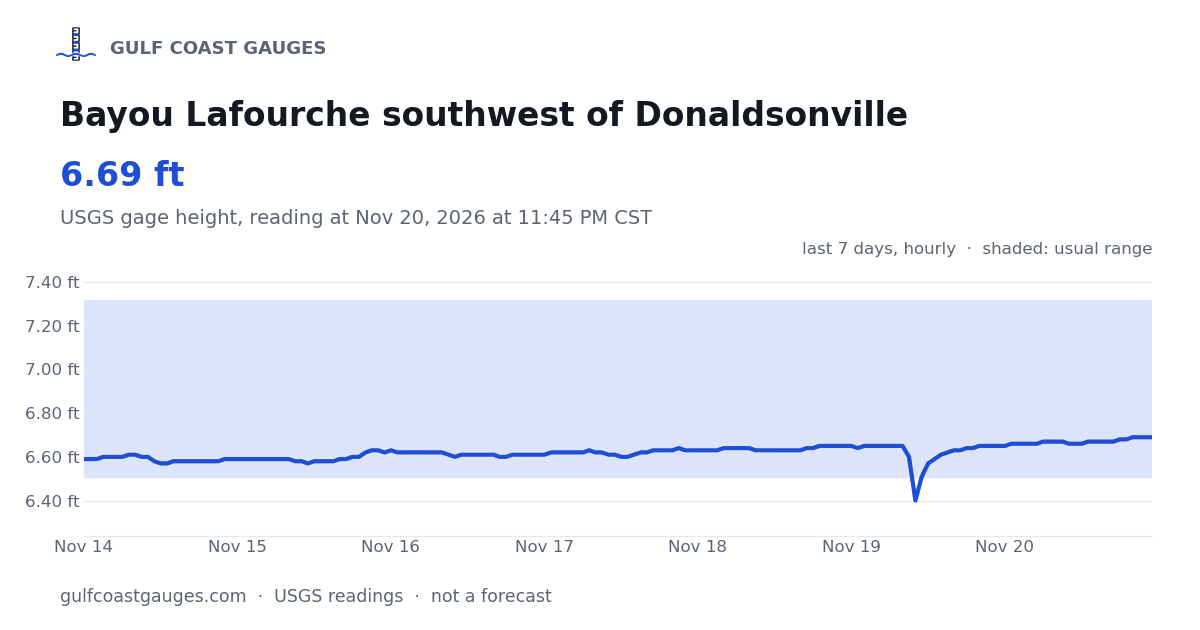 GULF COAST GAUGES
Bayou Lafourche southwest of Donaldsonville
6.69 ft
USGS gage height, reading at Nov 20, 2026 at 11:45 PM CST
last 7 days, hourly · shaded: usual range
7.40 ft
7.20 ft
7.00 ft
6.80 ft
6.60 ft
6.40 ft
Nov 14 Nov 15 Nov 16 Nov 17 Nov 18 Nov 19 Nov 20
gulfcoastgauges.com · USGS readings · not a forecast